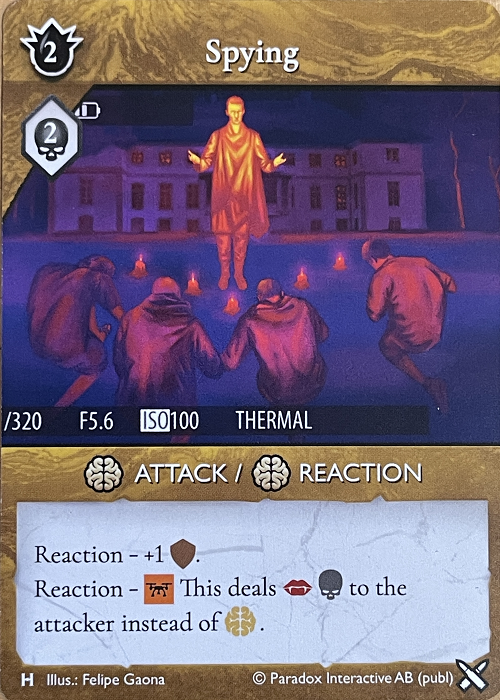 2
Spying
2
/320 F5.6 ISO100 THERMAL
ATTACK / REACTION
Reaction - +1 .
Reaction - This deals to the
attacker instead of .
H Illus.: Felipe Gaona © Paradox Interactive AB (publ)